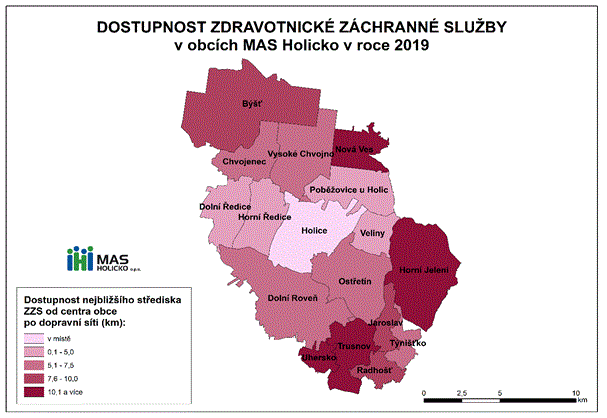 DOSTUPNOST ZDRAVOTNICKÉ ZÁCHRANNÉ SLUŽBY
v obcích MAS Holicko v roce 2019
Býšť
Vysoké Chvojno
Nová Ves
Chvojenec
Poběžovice u Holic
Dolní Ředice
Horní Ředice
Holice
Veliny
Horní Jelení
Ostřetín
Dolní Roveň
Jaroslav
Týnišťko
Trusnov
Uhersko
Radhošť
MAS
HOLICKO o.p.s.
Dostupnost nejbližšího střediska
ZZS od centra obce
po dopravní síti (km):
v místě
0,1 - 5,0
5,1 - 7,5
7,6 - 10,0
10,1 a více
0 2,5 5 10
km